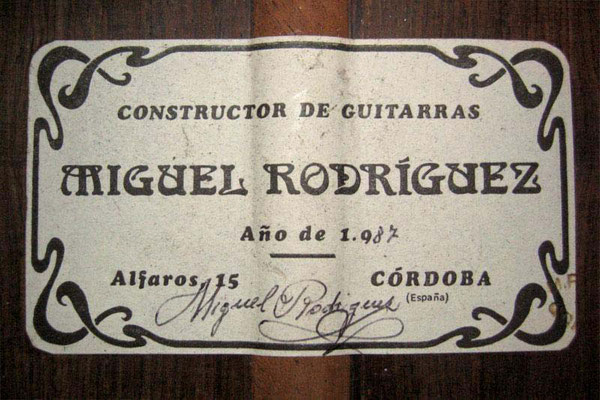 CONSTRUCTOR DE GUITARRAS
MIGUEL RODRÍGUEZ
Año de 1.987
Alfaros, 15 CÓRDOBA
(España)
Miguel Rodriguez